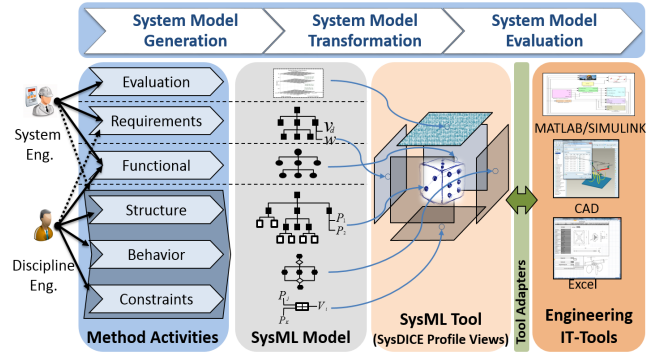 System Model
Generation
System Model
Transformation
System Model
Evaluation
Evaluation
Requirements
Functional
Structure
Behavior
Constraints
System
Eng.
Discipline
Eng.
Method Activities
SysML Model
SysML Tool
(SysDICE Profile Views)
Tool Adapters
MATLAB/SIMULINK
CAD
Excel
Engineering
IT-Tools